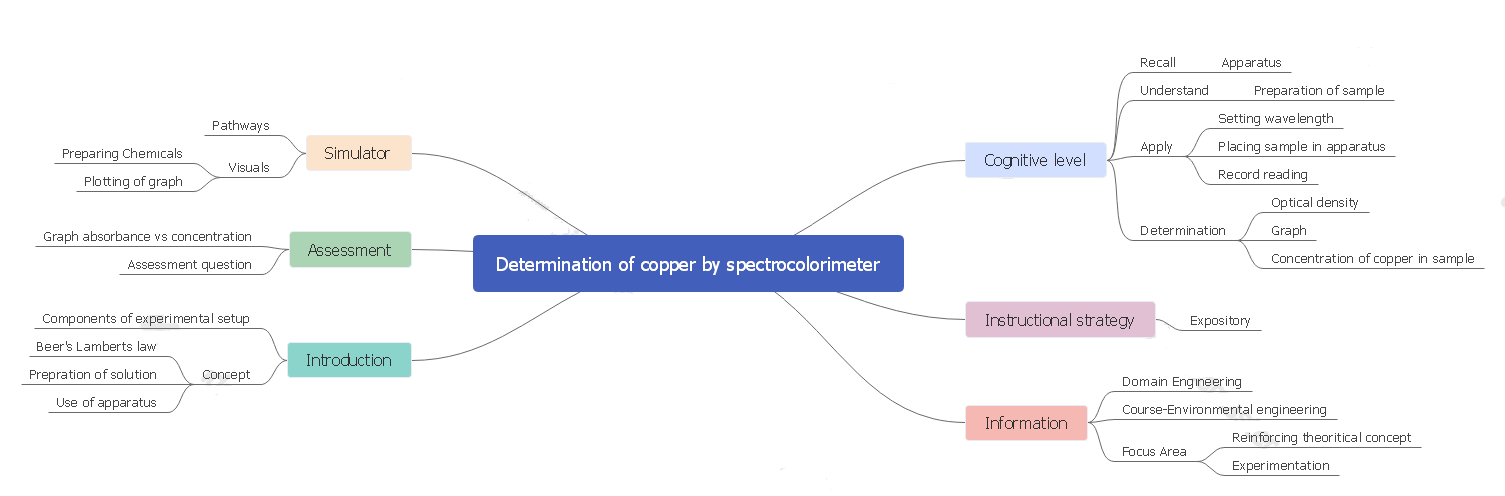 Determination of copper by spectrocolorimeter
Simulator
Pathways
Visuals
Preparing Chemicals
Plotting of graph
Assessment
Graph absorbance vs concentration
Assessment question
Introduction
Components of experimental setup
Concept
Beer's Lamberts law
Prepration of solution
Use of apparatus
Cognitive level
Recall
Apparatus
Understand
Preparation of sample
Apply
Setting wavelength
Placing sample in apparatus
Record reading
Determination
Optical density
Graph
Concentration of copper in sample
Instructional strategy
Expository
Information
Domain Engineering
Course-Environmental engineering
Focus Area
Reinforcing theoritical concept
Experimentation